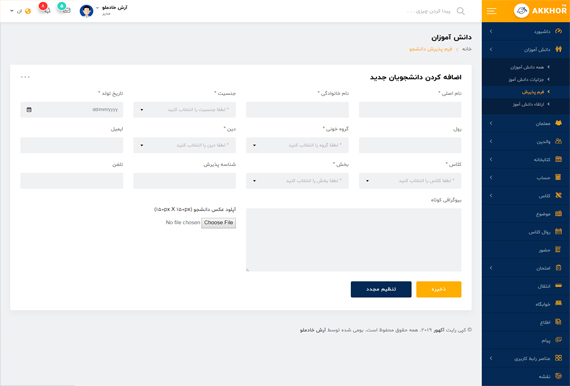 AKKHOR
پیدا کردن چیزی ......
آرش خادملو
مدیر
داشبورد
دانش آموزان
همه دانش آموزان
جزئیات دانش آموز
فرم پذیرش
ارتقاء دانش آموز
معلمان
والدین
کتابخانه
حساب
کلاس
موضوع
روال کلاس
حضور
امتحان
انتقال
خوابگاه
اطلاع
پیام
عناصر رابط کاربری
نقشه
دانش آموزان
خانه > فرم پذیرش دانشجو
اضافه کردن دانشجویان جدید
نام اصلی * نام خانوادگی * جنسیت * تاریخ تولد *
* لطفا جنسیت را انتخاب کنید dd/mm/yyyy
رول گروه خونی * دین * ایمیل
* لطفا گروه را انتخاب کنید * لطفا دین را انتخاب کنید
کلاس * بخش * شناسه پذیرش تلفن
* لطفا کلاس را انتخاب کنید * لطفا بخش را انتخاب کنید
بیوگرافی کوتاه
آپلود عکس دانشجو (150px X 150px)
Choose File No file chosen
ذخیره تنظیم مجدد
© کپی رایت آکهور ۲۰۱۹. همه حقوق محفوظ است. بومی شده توسط آرش خادملو